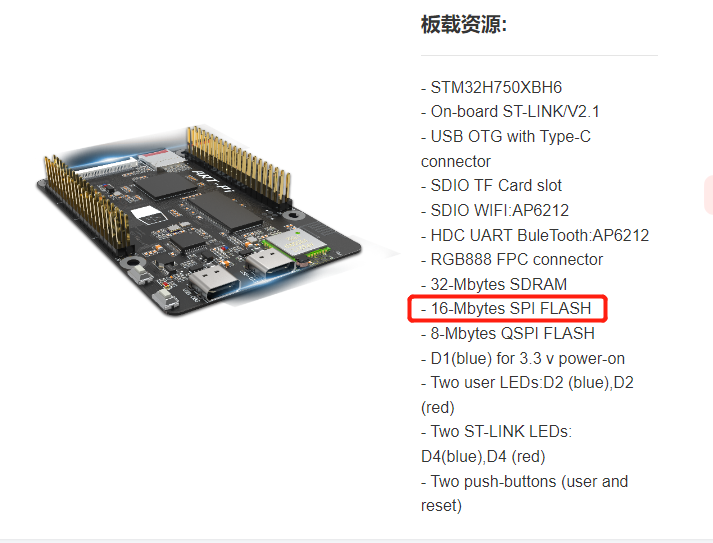 板载资源:
- STM32H750XBH6
- On-board ST-LINK/V2.1
- USB OTG with Type-C
connector
- SDIO TF Card slot
- SDIO WIFI:AP6212
- HDC UART BuleTooth:AP6212
- RGB888 FPC connector
- 32-Mbytes SDRAM
- 16-Mbytes SPI FLASH
- 8-Mbytes QSPI FLASH
- D1(blue) for 3.3 v power-on
- Two user LEDs:D2 (blue),D2
(red)
- Two ST-LINK LEDs:
D4(blue),D4 (red)
- Two push-buttons (user and
reset)
ART-Pi